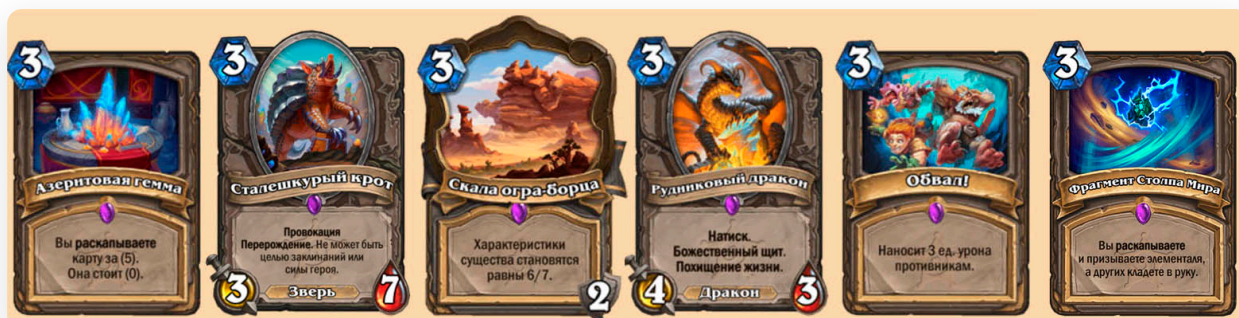 3
Азеритовая гемма
Вы раскапываете
карту за (5).
Она стоит (0).
3
Сталешкурый крот
Провокация
Перерождение. Не может быть
целью заклинаний или
силы героя.
3
Зверь
7
3
Скала огра-борца
Характеристики
существа становятся
равны 6/7.
2
3
Рудниковый дракон
Натиск.
Божественный щит.
Похищение жизни.
4
Дракон
3
3
Обвал!
Наносит 3 ед. урона
противникам.
3
Фрагмент Столпа Мира
Вы раскапываете
и призываете элементаля,
а других кладете в руку.